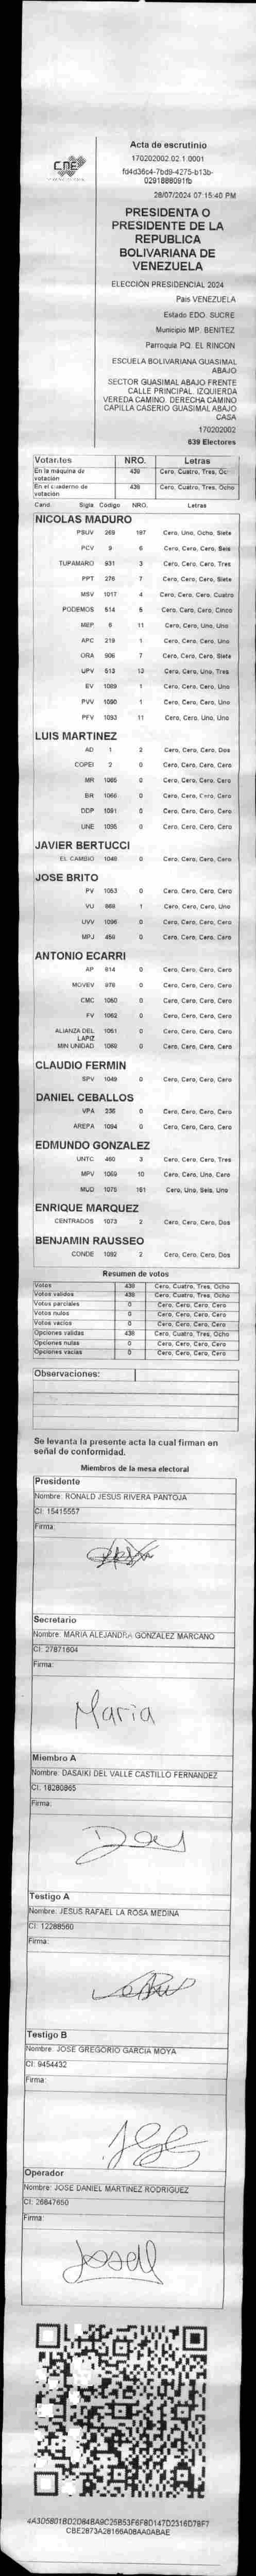 CNE
Acta de escrutinio
170202002.02.1.0001
28/07/2024 07:15:40 PM
PRESIDENTA O
PRESIDENTE DE LA
REPUBLICA
BOLIVARIANA DE
VENEZUELA
ELECCIÓN PRESIDENCIAL 2024
Pais VENEZUELA
Estado EDO. SUCRE
Municipio MP. BENITEZ
Parroquia PQ. EL RINCON
ESCUELA BOLIVARIANA GUASIMAL
ABAJO
SECTOR GUASIMAL ABAJO FRENTE
CALLE PRINCIPAL. IZQUIERDA
VEREDA CAMINO. DERECHA CAMINO
CAPILLA CASERIO GUASIMAL ABAJO
CASA
170202002
639 Electores
Votantes NRO. Letras
En la máquina de votación 438 Cero, Cuatro, Tres,
En el cuaderno de votación 438 Cero, Cuatro, Tres, Ocho
Cand. Sigla Código NRO. Letras
NICOLAS MADURO
PSUV 269 187 Cero, Uno, Ocho, Siete
PCV 9 6 Cero, Cero, Cero, Seis
TUPAMARO 931 3 Cero, Cero, Cero, Tres
PPT 278 7 Cero, Cero, Cero, Siete
MSV 1017 4 Cero, Cero, Cero, Cuatro
PODEMOS 514 5 Cero, Cero, Cero, Cinco
MEP 6 11 Cero, Cero, Uno, Uno
APC 219 1 Cero, Cero, Cero, Uno
ORA 906 7 Cero, Cero, Cero, Siete
UPV 613 13 Cero, Cero, Uno, Tres
EV 1089 1 Cero, Cero, Cero, Uno
PVV 1090 1 Cero, Cero, Cero, Uno
PFV 1093 11 Cero, Cero, Uno, Uno
LUIS MARTINEZ
AD 1 2 Cero, Cero, Cero, Dos
COPEI 2 0 Cero, Cero, Cero, Cero
MR 1065 0 Cero, Cero, Cero, Cero
BR 1066 0 Cero, Cero, Cero, Cero
DDP 1091 0 Cero, Cero, Cero, Cero
UNE 1095 0 Cero, Cero, Cero, Cero
JAVIER BERTUCCI
EL CAMBIO 1048 0 Cero, Cero, Cero, Cero
JOSE BRITO
PV 1053 0 Cero, Cero, Cero, Cero
VU 868 1 Cero, Cero, Cero, Uno
UVV 1096 0 Cero, Cero, Cero, Cero
MPJ 458 0 Cero, Cero, Cero, Cero
ANTONIO ECARRI
AP 914 0 Cero, Cero, Cero, Cero
MOVEV 978 0 Cero, Cero, Cero, Cero
CMC 1050 0 Cero, Cero, Cero, Cero
FV 1062 0 Cero, Cero, Cero, Cero
ALIANZA DEL LAPIZ 1051 0 Cero, Cero, Cero, Cero
MIN UNIDAD 1068 0 Cero, Cero, Cero, Cero
CLAUDIO FERMIN
SPV 1049 0 Cero, Cero, Cero, Cero
DANIEL CEBALLOS
VPA 236 0 Cero, Cero, Cero, Cero
AREPA 1094 0 Cero, Cero, Cero, Cero
EDMUNDO GONZALEZ
UNTC 460 3 Cero, Cero, Cero, Tres
MPV 1069 10 Cero, Cero, Uno, Cero
MUD 1075 161 Cero, Uno, Seis, Uno
ENRIQUE MARQUEZ
CENTRADOS 1073 2 Cero, Cero, Cero, Dos
BENJAMIN RAUSSEO
CONDE 1092 2 Cero, Cero, Cero, Dos
Resumen de votos
Votos 438 Cero, Cuatro, Tres, Ocho
Votos validos 438 Cero, Cuatro, Tres, Ocho
Votos parciales 0 Cero, Cero, Cero, Cero
Votos nulos 0 Cero, Cero, Cero, Cero
Votos vacios 0 Cero, Cero, Cero, Cero
Opciones validas 438 Cero, Cuatro, Tres, Ocho
Opciones nulas 0 Cero, Cero, Cero, Cero
Opciones vacias 0 Cero, Cero, Cero, Cero
Observaciones:
Se levanta la presente acta la cual firman en
señal de conformidad.
Miembros de la mesa electoral
Presidente
Nombre: RONALD JESUS RIVERA PANTOJA
CI: 15415557
Firma:
Secretario
Nombre: MARIA ALEJANDRA GONZALEZ MARCANO
CI: 27871604
Firma:
Maria
Miembro A
Nombre: DASAIKI DEL VALLE CASTILLO FERNANDEZ
CI: 18280865
Firma:
Testigo A
Nombre: JESUS RAFAEL LA ROSA MEDINA
CI: 12288560
Firma:
Testigo B
Nombre: JOSE GREGORIO GARCIA MOYA
CI: 9454432
Firma:
Operador
Nombre: JOSE DANIEL MARTINEZ RODRIGUEZ
CI: 26647650
Firma: